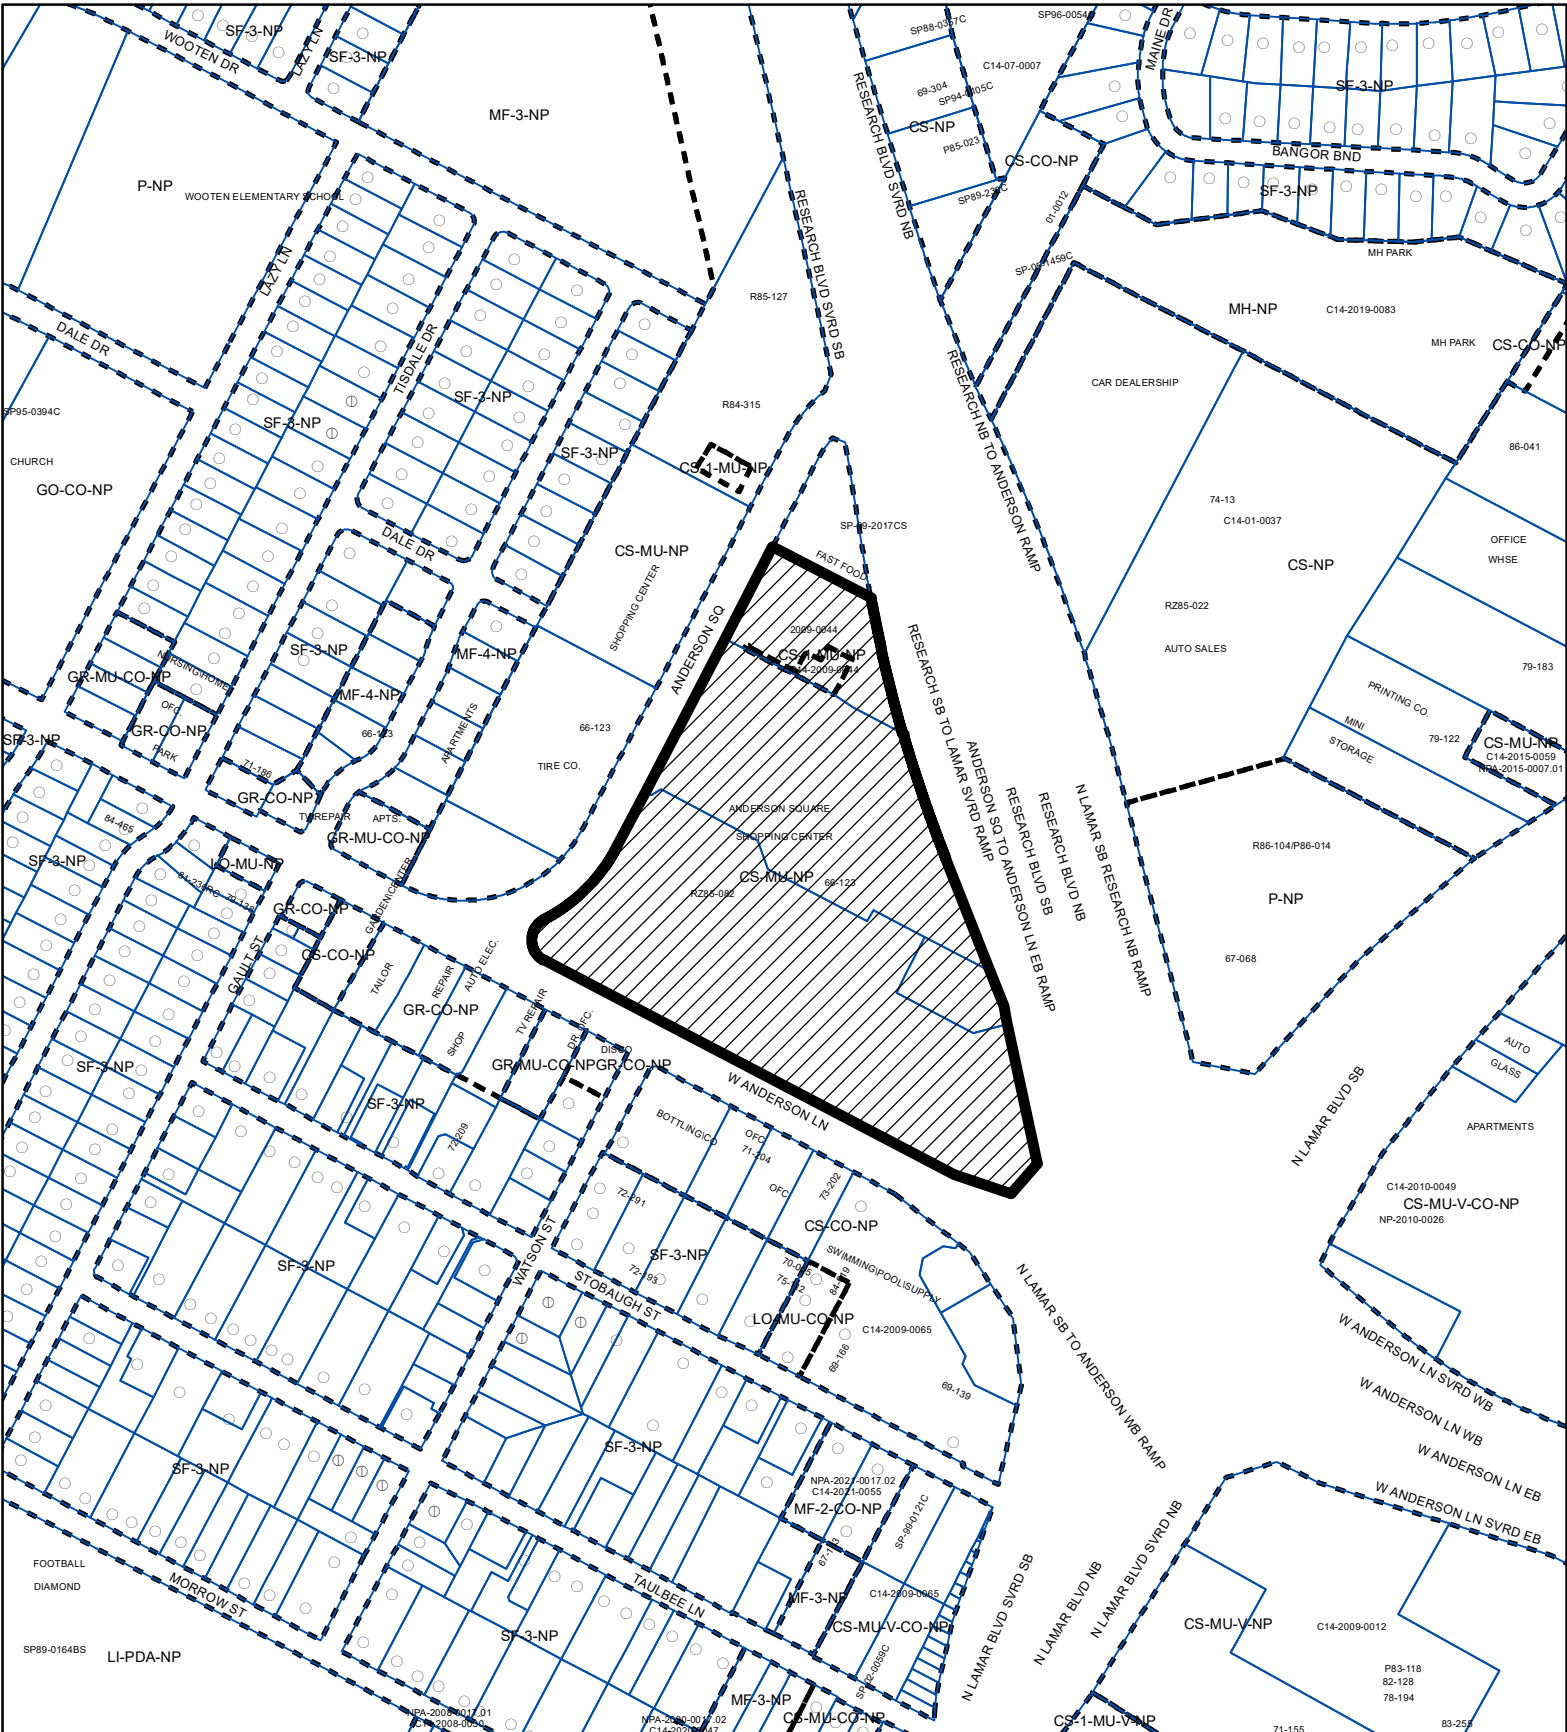 SF-3-NP
WOOTEN DR
LAZY LN
SF-3-NP
MF-3-NP
P-NP
WOOTEN ELEMENTARY SCHOOL
LAZY LN
DALE DR
TISDALE DR
SF-3-NP
SF-3-NP
SF-3-NP
SP95-0394C
CHURCH
GO-CO-NP
DALE DR
RESEARCH BLVD SVRD SB
R85-127
R84-315
CS-1-MU-NP
CS-MU-NP
SHOPPING CENTER
ANDERSON SQ
RESEARCH BLVD SVRD NB
SP88-0357C
SP96-0054
C14-07-0007
69-304
CS-NP
P85-023
CS-CO-NP
01-0012
MAINE DR
SF-3-NP
BANGOR BND
SF-3-NP
MH PARK
MH-NP
C14-2019-0083
MH PARK
CS-CO-NP
RESEARCH NB TO ANDERSON RAMP
CAR DEALERSHIP
86-041
74-13
C14-01-0037
OFFICE
WHSE
CS-NP
RZ85-022
AUTO SALES
79-183
PRINTING CO.
MINI
STORAGE
79-122
CS-MU-NP
C14-2015-0059
NPA-2015-0007.01
FAST FOOD
2009-0044
CS-1-MU-NP
ANDERSON SQUARE
SHOPPING CENTER
CS-MU-NP
66-123
RZ85-082
RESEARCH SB TO LAMAR SVRD RAMP
ANDERSON SQ TO ANDERSON LN EB RAMP
RESEARCH BLVD SB
RESEARCH BLVD NB
N LAMAR SB RESEARCH NB RAMP
R86-104/P86-014
P-NP
67-068
66-123
TIRE CO.
SF-3-NP
MF-4-NP
MF-4-NP
66-123
APARTMENTS
NURSING HOME
GR-MU-CO-NP
OFC.
GR-CO-NP
PARK
SF-3-NP
71-186
GR-CO-NP
TV REPAIR
APTS.
GR-MU-CO-NP
84-465
SF-3-NP
LO-MU-NP
GR-CO-NP
GARDEN CENTER
CS-CO-NP
GAULT ST
TAILOR
REPAIR
AUTO ELEC.
GR-CO-NP
SHOP
TV REPAIR
DR. OFC.
DISCO
GR-MU-CO-NP
GR-CO-NP
SF-3-NP
SF-3-NP
72-209
W ANDERSON LN
BOTTLING CO
OFC
71-204
OFC
73-202
72-291
CS-CO-NP
SF-3-NP
72-193
SWIMMING POOL SUPPLY
LO-MU-CO-NP
C14-2009-0065
69-166
69-139
WATSON ST
STOBAUGH ST
SF-3-NP
SF-3-NP
SF-3-NP
N LAMAR BLVD SB
AUTO
GLASS
APARTMENTS
C14-2010-0049
CS-MU-V-CO-NP
NP-2010-0026
N LAMAR SB TO ANDERSON WB RAMP
W ANDERSON LN SVRD WB
W ANDERSON LN WB
W ANDERSON LN EB
W ANDERSON LN SVRD EB
NPA-2021-0017.02
C14-2021-0055
MF-2-CO-NP
SP-99-0121C
MF-3-NP
C14-2009-0065
CS-MU-V-CO-NP
FOOTBALL
DIAMOND
MORROW ST
TAULBEE LN
SF-3-NP
SP89-0164BS
LI-PDA-NP
MF-3-NP
CS-MU-CO-NP
N LAMAR BLVD SVRD SB
N LAMAR BLVD NB
N LAMAR BLVD SVRD NB
CS-MU-V-NP
C14-2009-0012
P83-118
82-128
78-194
CS-1-MU-V-NP
71-155